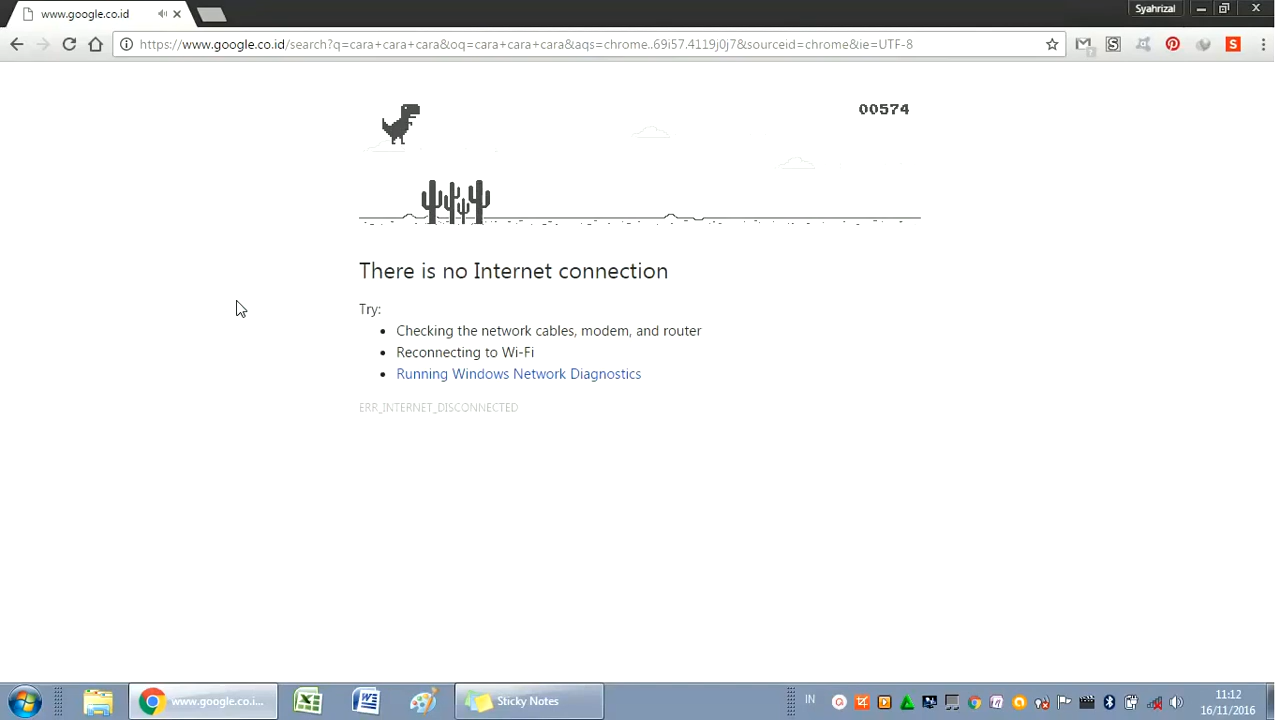 www.google.co.id
Syahrizal
https://www.google.co.id/search?q=cara+cara+cara&oq=cara+cara+cara&aqs=chrome..69i57.4119j0j7&sourceid=chrome&ie=UTF-8
00574
There is no Internet connection
Try:
Checking the network cables, modem, and router
Reconnecting to Wi-Fi
Running Windows Network Diagnostics
ERR_INTERNET_DISCONNECTED
www.google.co.i...
Sticky Notes
IN
11:12
16/11/2016